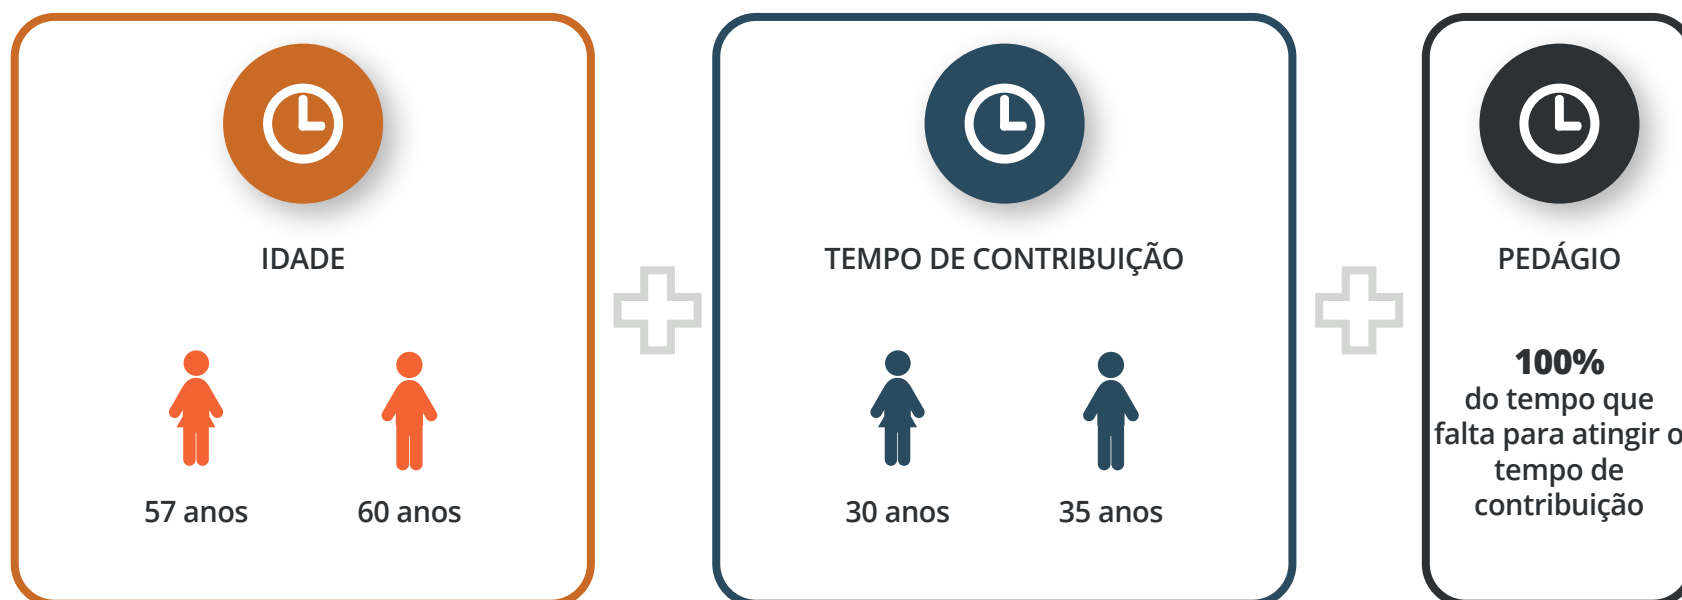 IDADE
57 anos
60 anos
TEMPO DE CONTRIBUIÇÃO
30 anos
35 anos
PEDÁGIO
100%
do tempo que
falta para atingir o
tempo de
contribuição